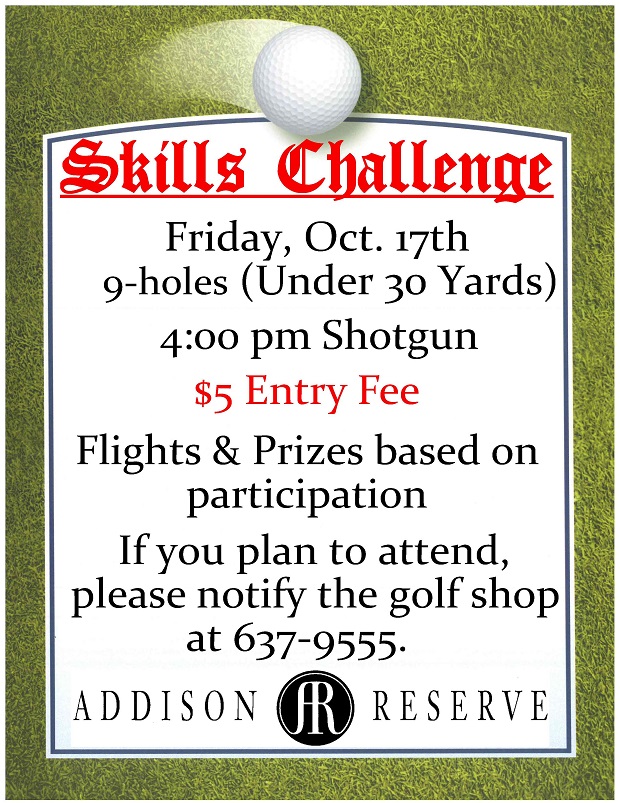 Skills Challenge
Friday, Oct. 17th
9-holes (Under 30 Yards)
4:00 pm Shotgun
$5 Entry Fee
Flights & Prizes based on
participation
If you plan to attend,
please notify the golf shop
at 637-9555.
ADDISON AR RESERVE